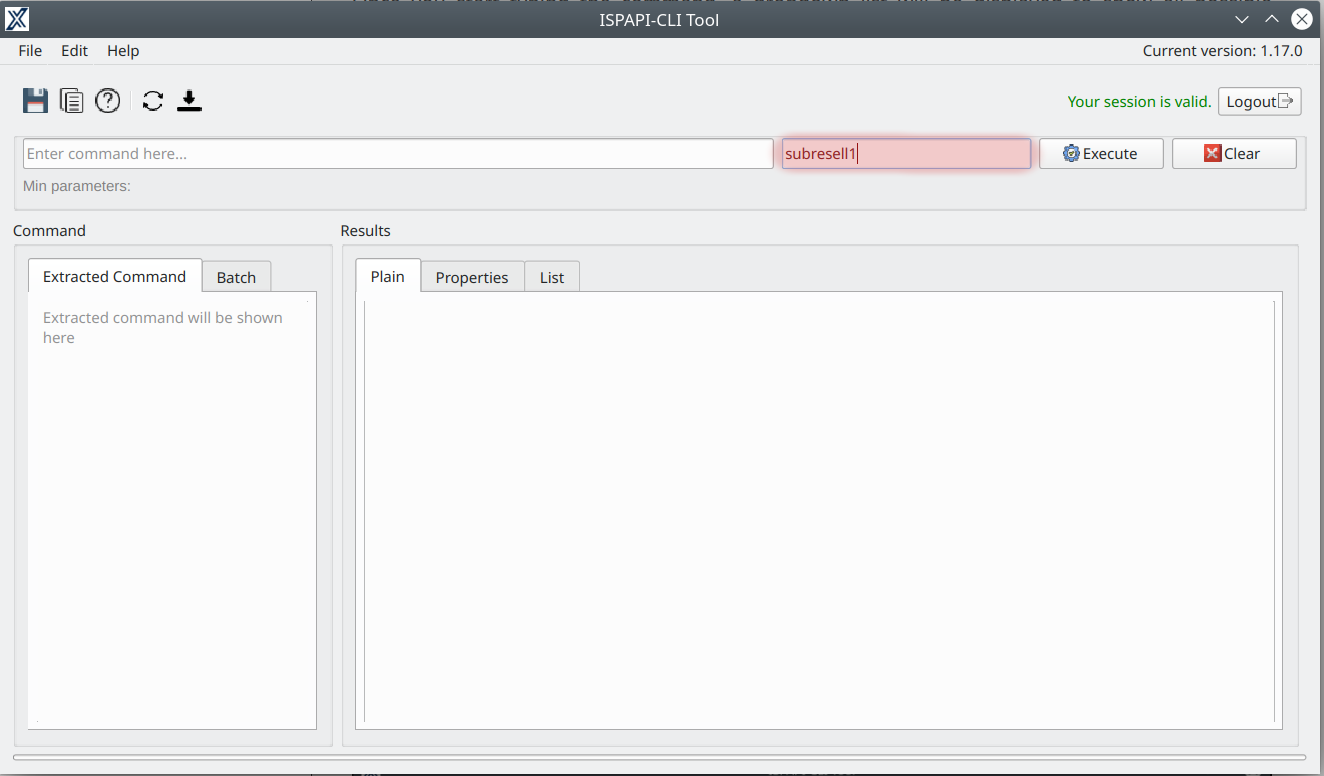 ISPAPI-CLI Tool
File Edit Help Current version: 1.17.0
Your session is valid. Logout
Enter command here... subresell1 Execute Clear
Min parameters:
Command Results
Extracted Command Batch Plain Properties List
Extracted command will be shown
here